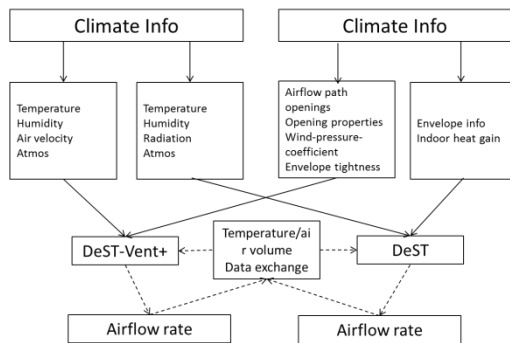 Climate Info
Climate Info
Temperature
Humidity
Air velocity
Atmos
Temperature
Humidity
Radiation
Atmos
Airflow path
openings
Opening properties
Wind-pressure-
coefficient
Envelope tightness
Envelope info
Indoor heat gain
DeST-Vent+
Temperature/ai
r volume
Data exchange
DeST
Airflow rate
Airflow rate